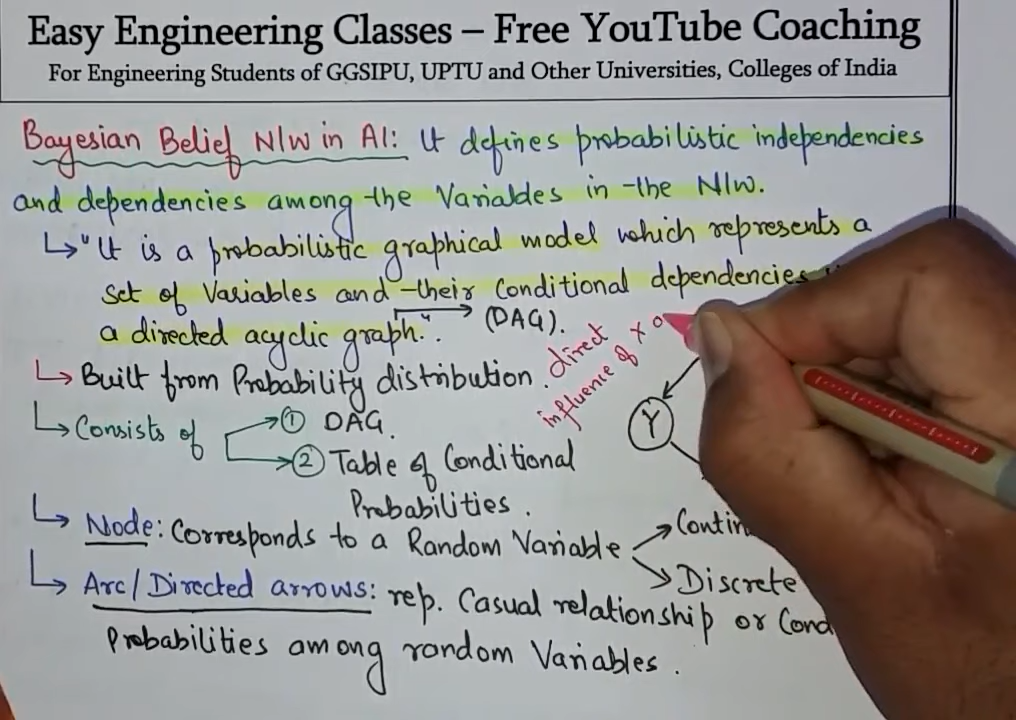 Easy Engineering Classes – Free YouTube Coaching
For Engineering Students of GGSIPU, UPTU and Other Universities, Colleges of India
Bayesian Belief N/w in AI: It defines probabilistic independencies
and dependencies among the Variables in the N/w.
↳ "It is a probabilistic graphical model which represents a
Set of Variables and their Conditional dependencies
a directed acyclic graph". → (DAG).
↳ Built from Probability distribution.
direct
influence of X o
Y
↳ Consists of → ① DAG.
→ ② Table of Conditional
Probabilities.
↳ Node: Corresponds to a Random Variable → Contin
→ Discrete
↳ Arc/Directed arrows: rep. Casual relationship or Cond
Probabilities among random Variables.